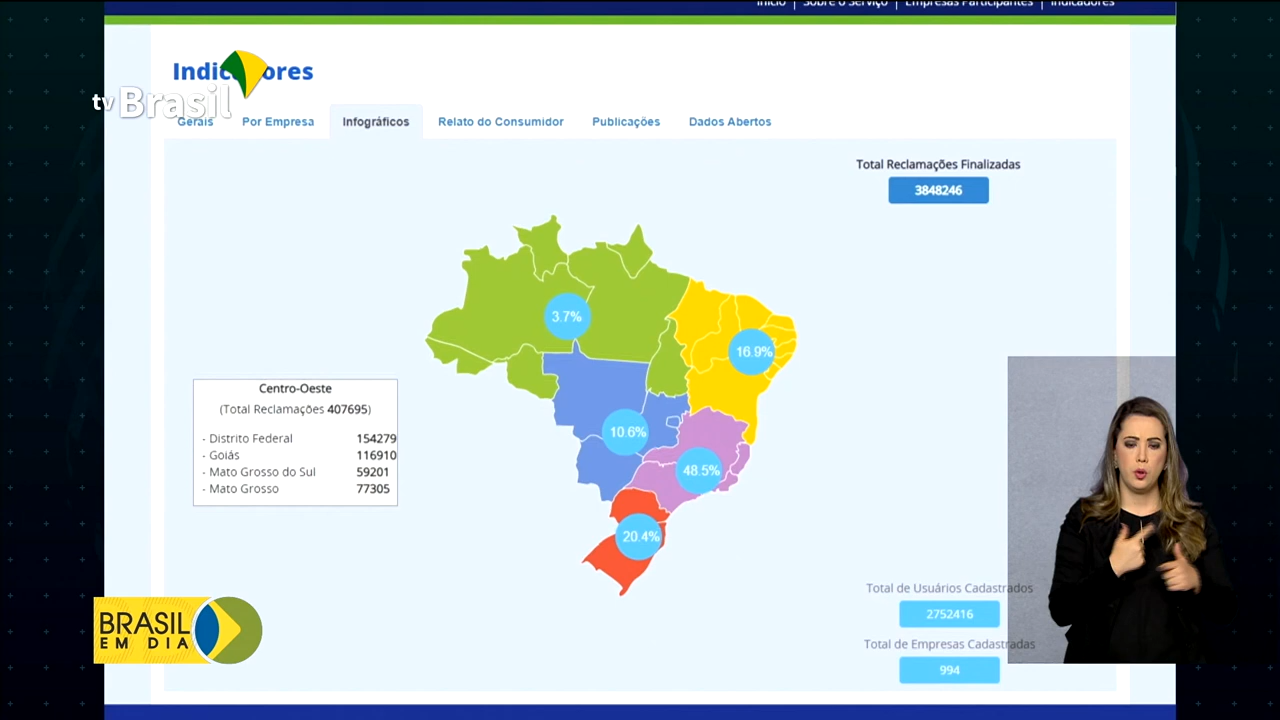 Início | Sobre o Serviço | Empresas Participantes | Indicadores
Indicadores
tv Brasil
Gerais
Por Empresa
Infográficos
Relato do Consumidor
Publicações
Dados Abertos
Total Reclamações Finalizadas
3848246
3.7%
16.9%
10.6%
48.5%
20.4%
Centro-Oeste
(Total Reclamações 407695)
- Distrito Federal 154279
- Goiás 116910
- Mato Grosso do Sul 59201
- Mato Grosso 77305
Total de Usuários Cadastrados
2752416
Total de Empresas Cadastradas
994
BRASIL
EM DIA